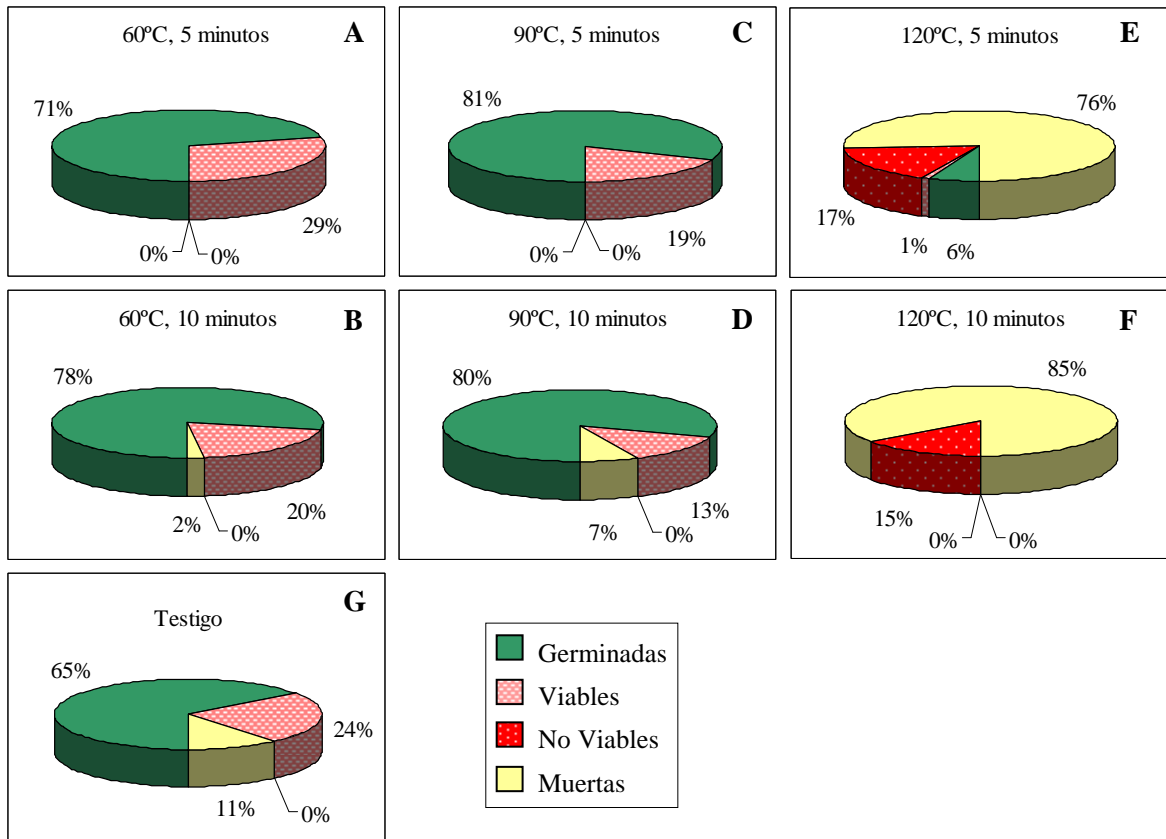 60ºC, 5 minutos
A
71%
29%
0%
0%
90ºC, 5 minutos
C
81%
19%
0%
0%
120ºC, 5 minutos
E
76%
17%
1%
6%
60ºC, 10 minutos
B
78%
2%
0%
20%
90ºC, 10 minutos
D
80%
7%
0%
13%
120ºC, 10 minutos
F
85%
15%
0%
0%
Testigo
G
65%
24%
11%
0%
Germinadas
Viables
No Viables
Muertas